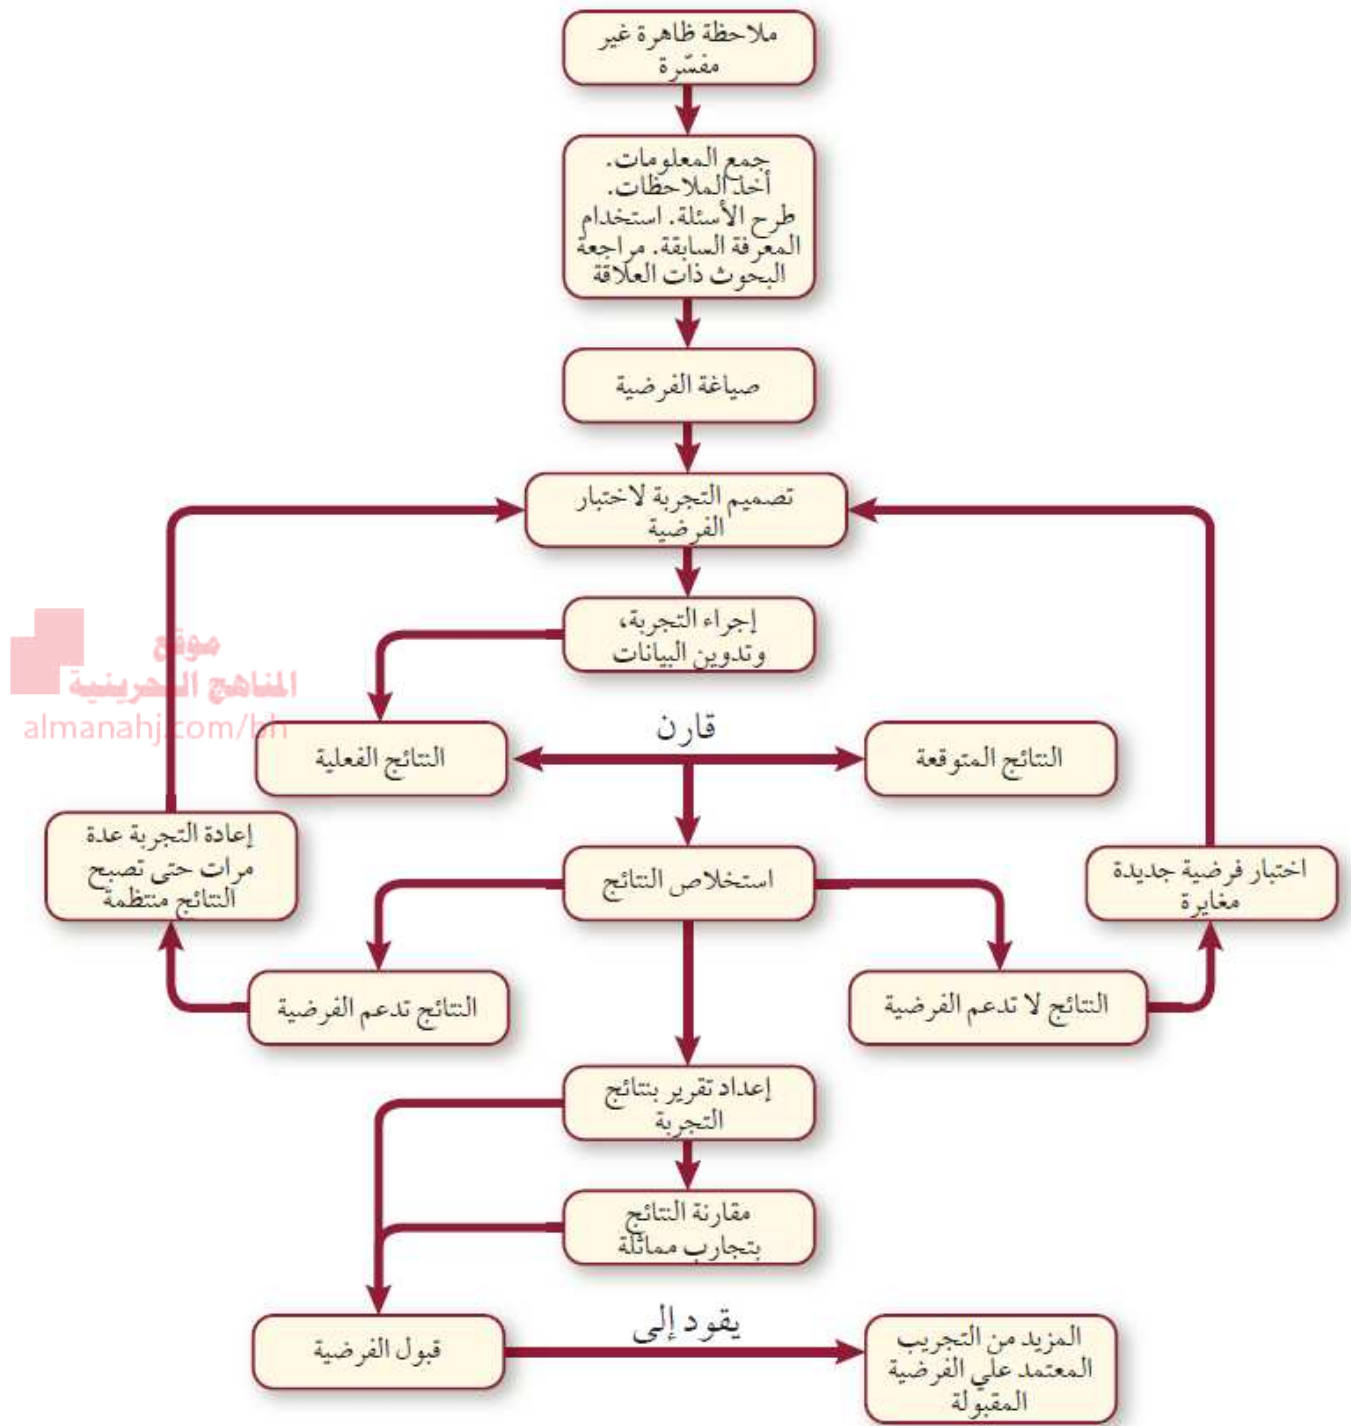 ملاحظة ظاهرة غير
مفسّرة
جمع المعلومات.
أخذ الملاحظات.
طرح الأسئلة. استخدام
المعرفة السابقة. مراجعة
البحوث ذات العلاقة
صياغة الفرضية
تصميم التجربة لاختبار
الفرضية
إجراء التجربة،
وتدوين البيانات
موقع
المناهج البحرينية
almanahj.com/bh
قارن
النتائج المتوقعة
النتائج الفعلية
استخلاص النتائج
اختبار فرضية جديدة
مغايرة
إعادة التجربة عدة
مرات حتى تصبح
النتائج منتظمة
النتائج لا تدعم الفرضية
النتائج تدعم الفرضية
إعداد تقرير بنتائج
التجربة
مقارنة النتائج
بتجارب مماثلة
قبول الفرضية
يقود إلى
المزيد من التجريب
المعتمد علي الفرضية
المقبولة